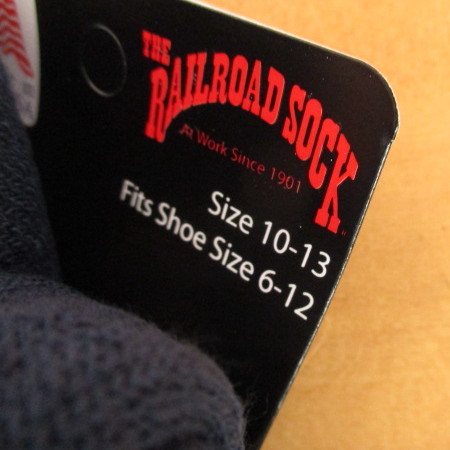 THE
RAILROAD SOCK
At Work Since 1901
Size 10-13
Fits Shoe Size 6-12